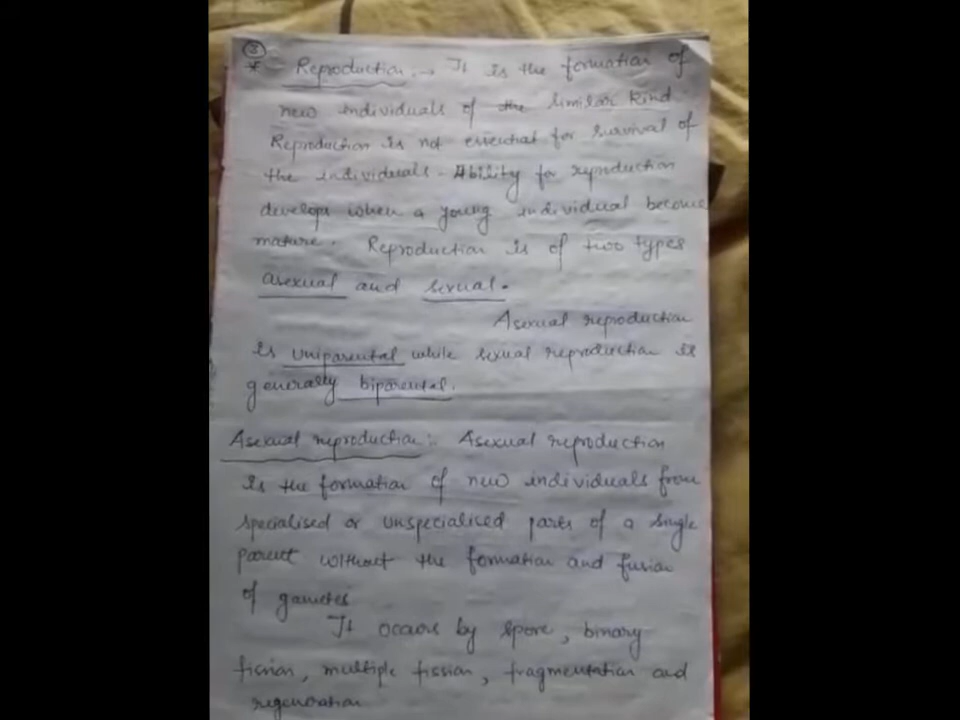 3
* Reproduction. → It is the formation of
new individuals of the similar kind.
Reproduction is not essential for survival of
the individuals. Ability for reproduction
develops when a young individual become
mature. Reproduction is of two types
asexual and sexual.
Asexual reproduction
is uniparental while sexual reproduction is
generally biparental.
Asexual reproduction:. Asexual reproduction
is the formation of new individuals from
specialised or unspecialised parts of a single
parent without the formation and fusion
of gametes
It occurs by spore, binary
fission, multiple fission, fragmentation and
regeneration